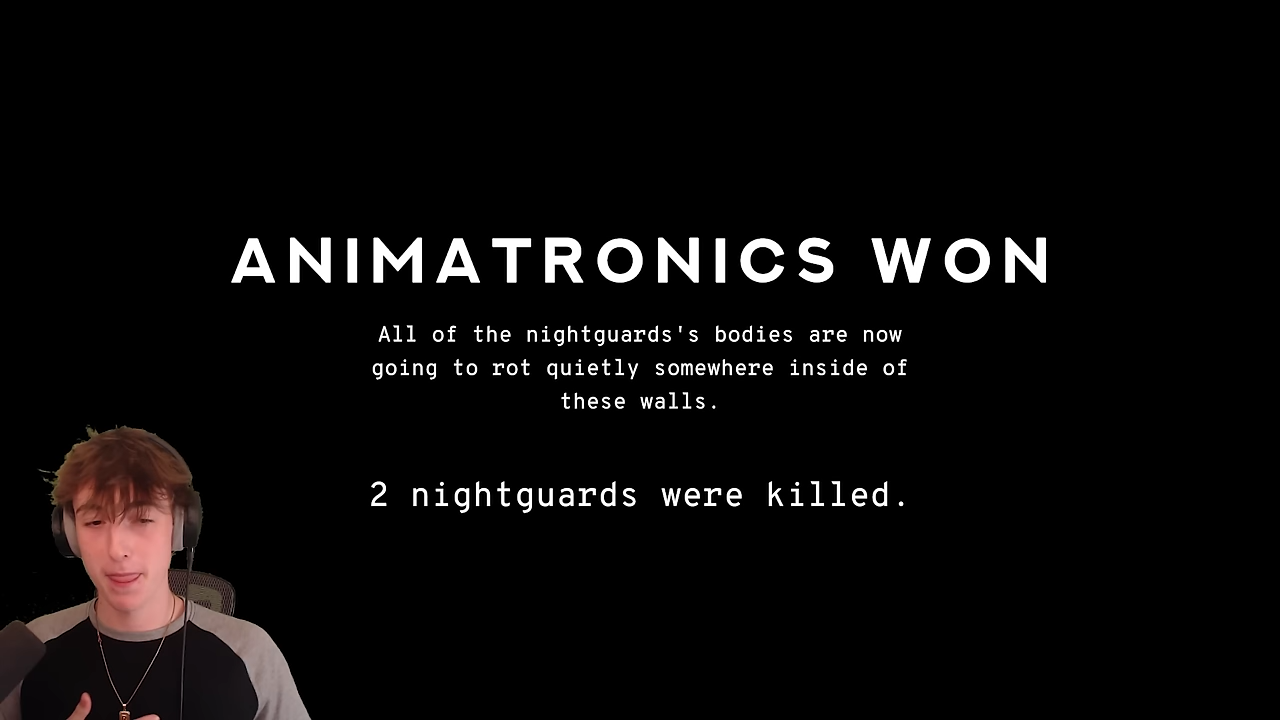 ANIMATRONICS WON
All of the nightguards's bodies are now
going to rot quietly somewhere inside of
these walls.
2 nightguards were killed.